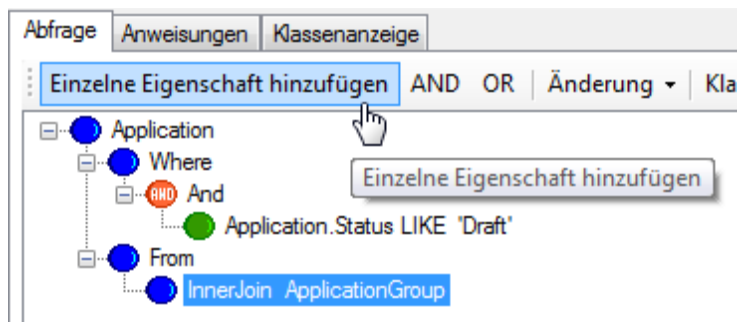 Abfrage Anweisungen Klassenanzeige
Einzelne Eigenschaft hinzufügen AND OR Änderung Kla
Application
Einzelne Eigenschaft hinzufügen
Where
AND And
Application.Status LIKE 'Draft'
From
InnerJoin ApplicationGroup